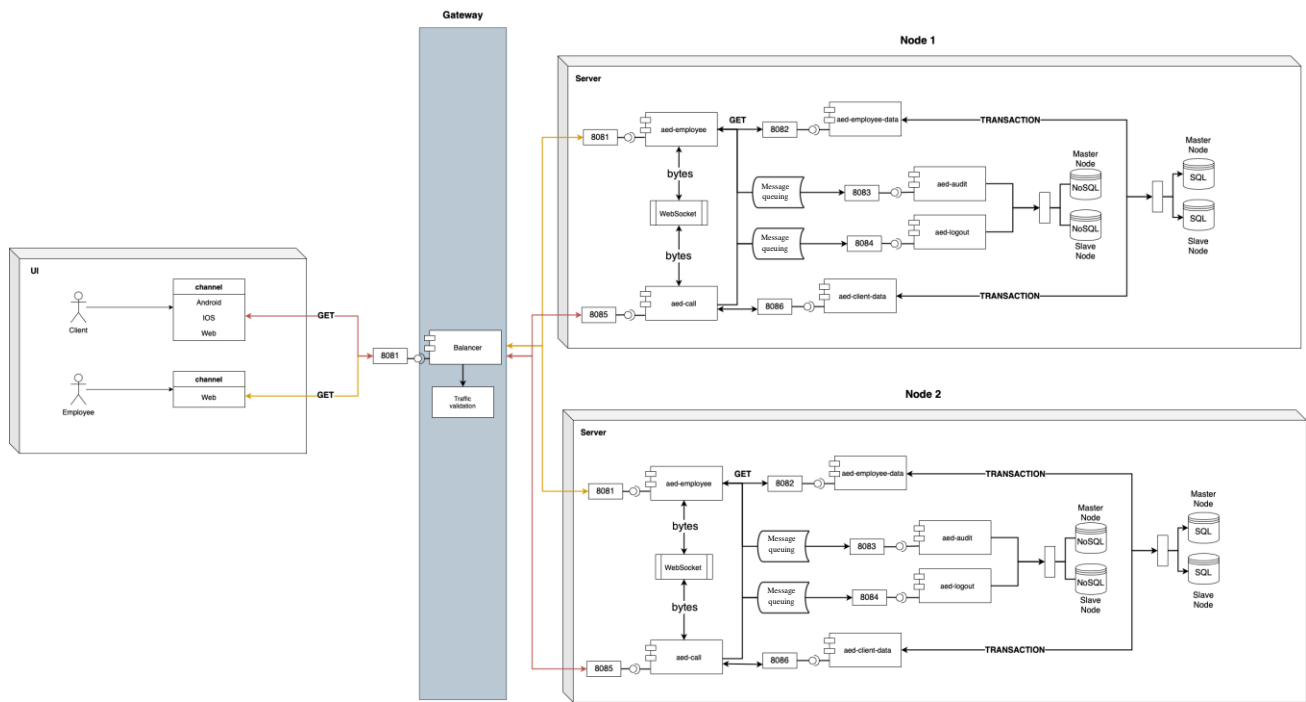 Gateway
Node 1
Server
8081
aed-employee
GET
8082
aed-employee-data
TRANSACTION
bytes
WebSocket
bytes
Message
queuing
8083
aed-audit
Message
queuing
8084
aed-logout
Master
Node
NoSQL
NoSQL
Slave
Node
Master
Node
SQL
SQL
Slave
Node
8085
aed-call
8086
aed-client-data
TRANSACTION
UI
Client
channel
Android
IOS
Web
GET
Employee
channel
Web
GET
8081
Balancer
Traffic
validation
Node 2
Server
8081
aed-employee
GET
8082
aed-employee-data
TRANSACTION
bytes
WebSocket
bytes
Message
queuing
8083
aed-audit
Message
queuing
8084
aed-logout
Master
Node
NoSQL
NoSQL
Slave
Node
Master
Node
SQL
SQL
Slave
Node
8085
aed-call
8086
aed-client-data
TRANSACTION